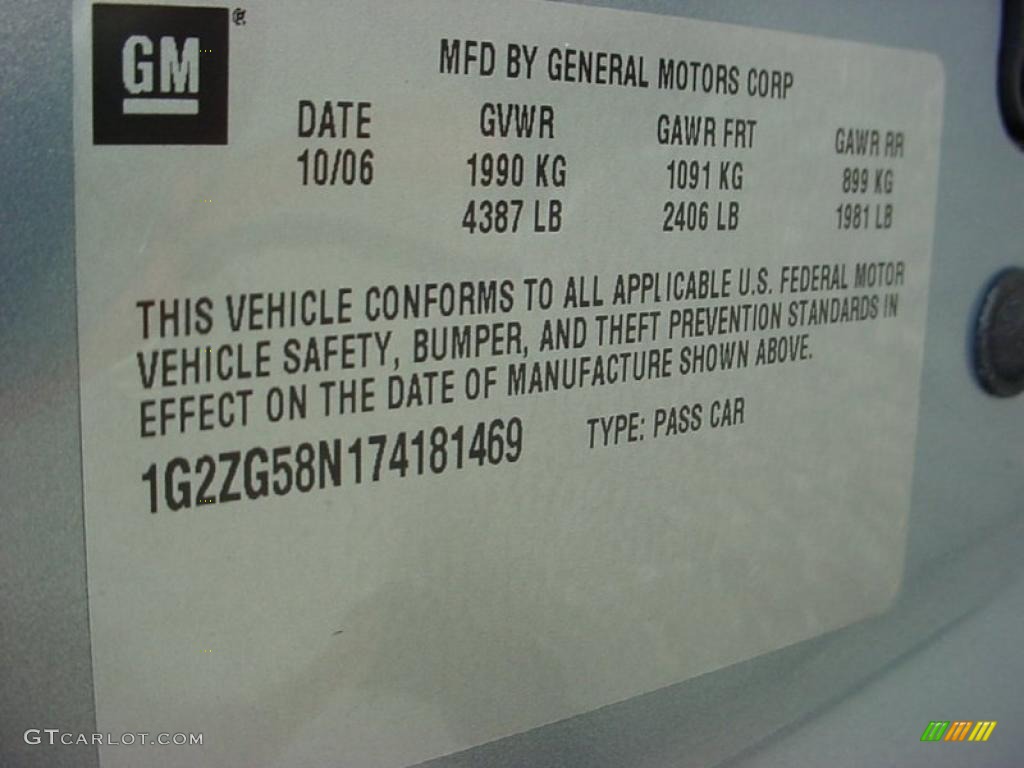 GM
MFD BY GENERAL MOTORS CORP
DATE GVWR GAWR FRT GAWR RR
10/06 1990 KG 1091 KG 899 KG
4387 LB 2406 LB 1981 LB
THIS VEHICLE CONFORMS TO ALL APPLICABLE U.S. FEDERAL MOTOR
VEHICLE SAFETY, BUMPER, AND THEFT PREVENTION STANDARDS IN
EFFECT ON THE DATE OF MANUFACTURE SHOWN ABOVE.
1G2ZG58N174181469 TYPE: PASS CAR
GTCARLOT.COM